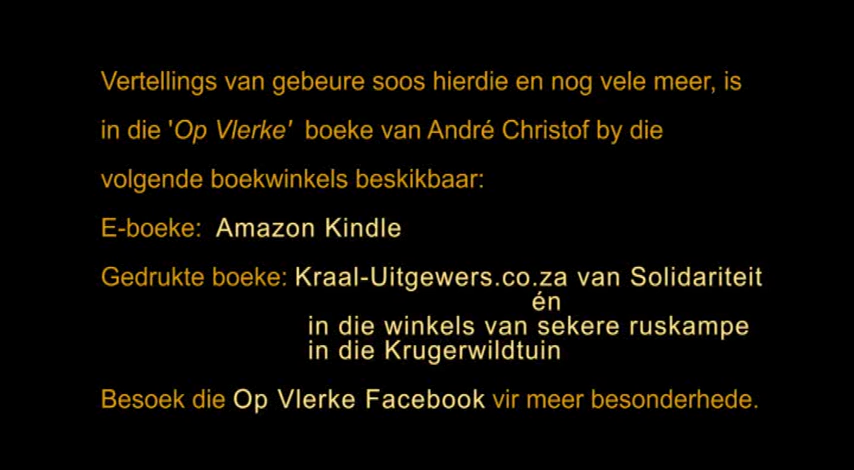 Vertellings van gebeure soos hierdie en nog vele meer, is
in die 'Op Vlerke' boeke van André Christof by die
volgende boekwinkels beskikbaar:
E-boeke: Amazon Kindle
Gedrukte boeke: Kraal-Uitgewers.co.za van Solidariteit
én
in die winkels van sekere ruskampe
in die Krugerwildtuin
Besoek die Op Vlerke Facebook vir meer besonderhede.